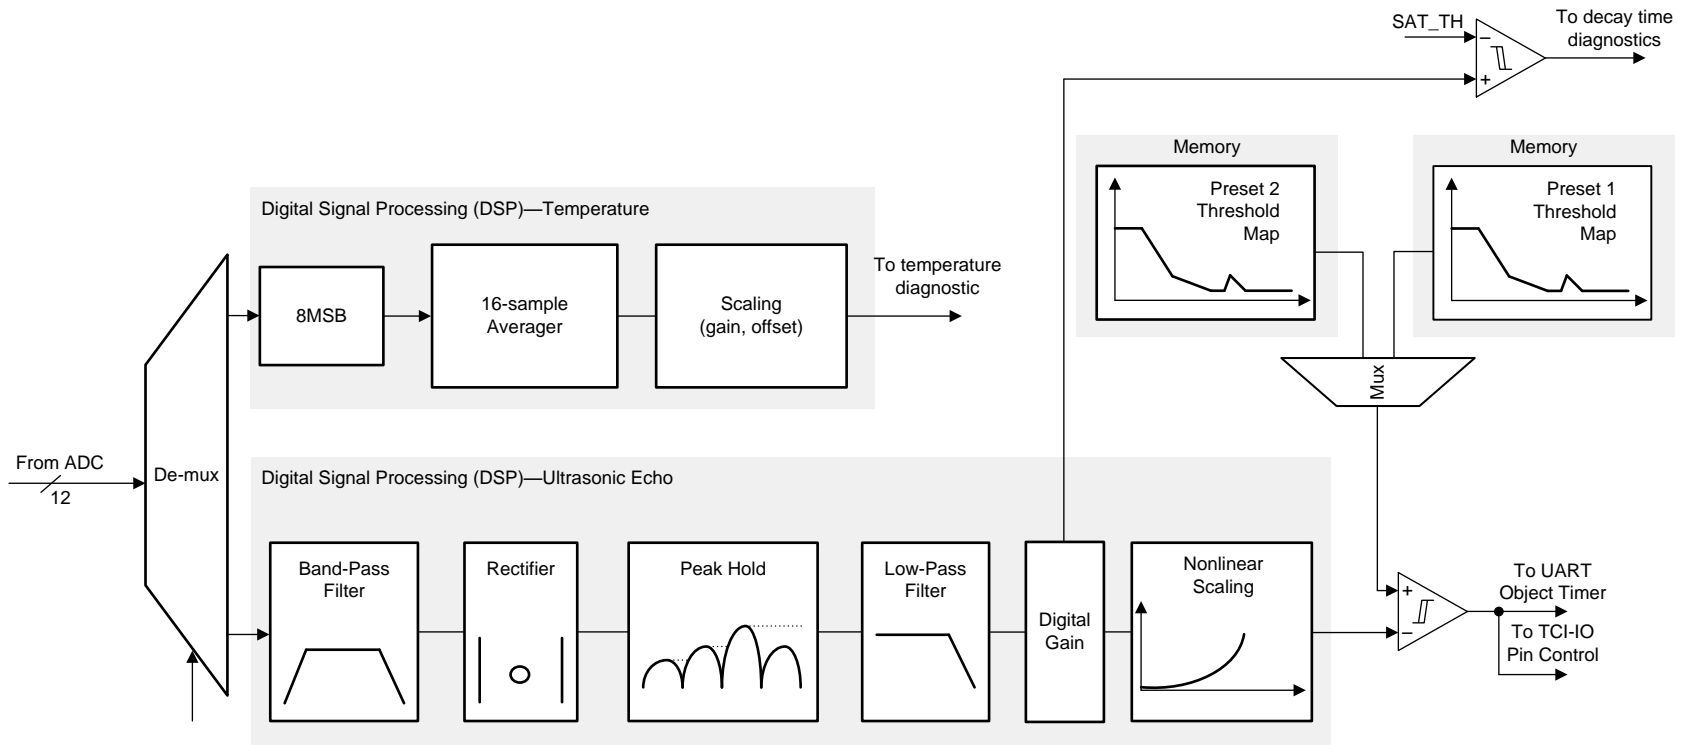 SAT_TH
−
+
To decay time
diagnostics
Memory
Preset 2
Threshold
Map
Memory
Preset 1
Threshold
Map
Digital Signal Processing (DSP)—Temperature
8MSB
16-sample
Averager
Scaling
(gain, offset)
To temperature
diagnostic
Mux
From ADC
12
De-mux
Digital Signal Processing (DSP)—Ultrasonic Echo
Band-Pass
Filter
Rectifier
Peak Hold
Low-Pass
Filter
Digital
Gain
Nonlinear
Scaling
+
−
To UART
Object Timer
To TCI-IO
Pin Control